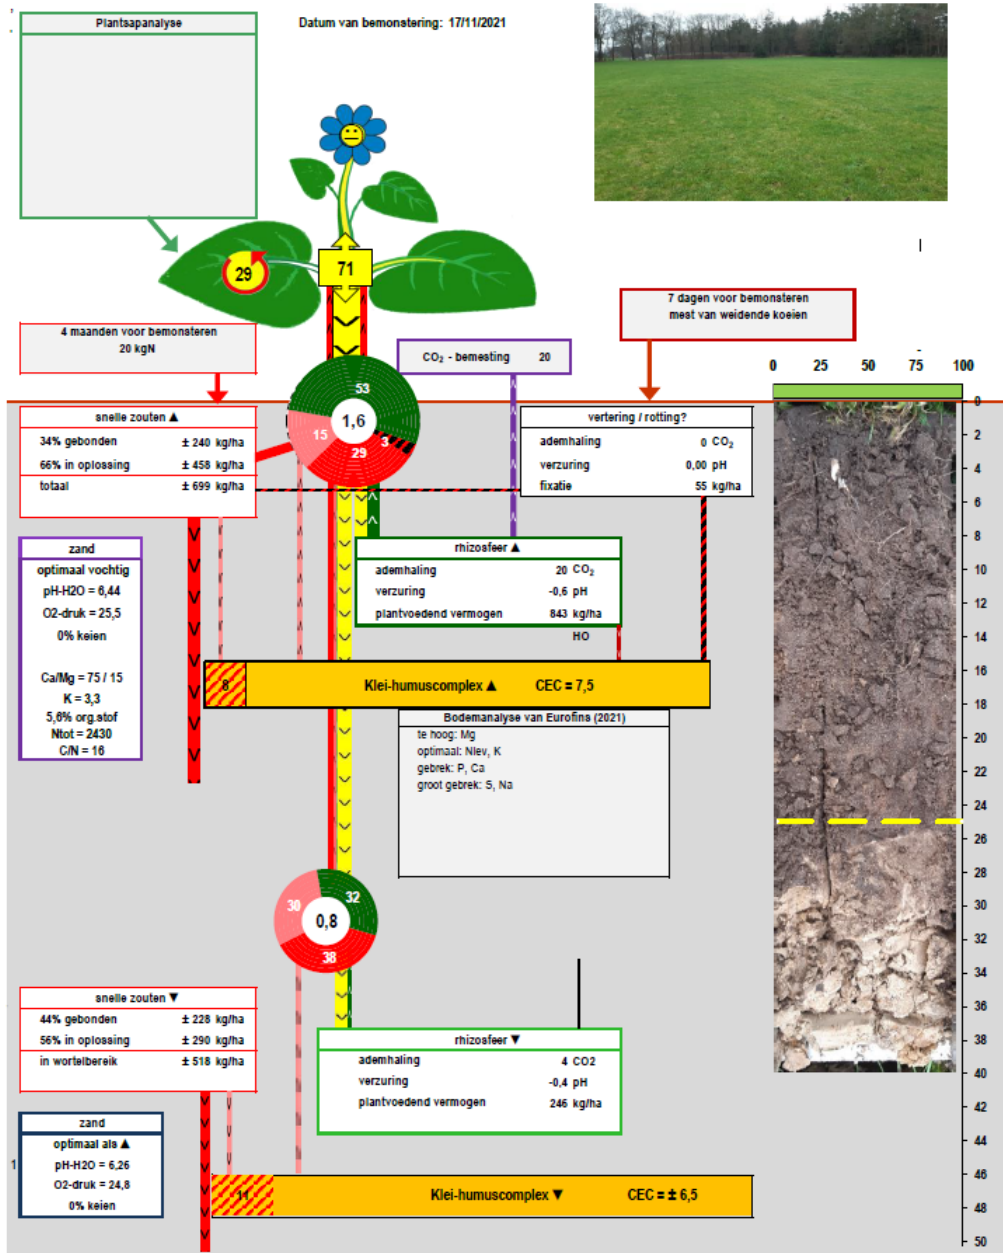 Plantsapanalyse
Datum van bemonstering: 17/11/2021
29
71
4 maanden voor bemonsteren
20 kgN
CO₂ - bemesting 20
7 dagen voor bemonsteren
mest van weidende koeien
0 25 50 75 100
snelle zouten ▲
34% gebonden ± 240 kg/ha
66% in oplossing ± 458 kg/ha
totaal ± 699 kg/ha
53
1,6
15
3
29
vertering / rotting?
ademhaling 0 CO₂
verzuring 0,00 pH
fixatie 55 kg/ha
zand
optimaal vochtig
pH-H2O = 6,44
O2-druk = 25,5
0% keien
Ca/Mg = 75 / 15
K = 3,3
5,6% org.stof
Ntot = 2430
C/N = 16
rhizosfeer ▲
ademhaling 20 CO₂
verzuring -0,6 pH
plantvoedend vermogen 843 kg/ha
HO
8
Klei-humuscomplex ▲ CEC = 7,5
Bodemanalyse van Eurofins (2021)
te hoog: Mg
optimaal: Nlev, K
gebrek: P, Ca
groot gebrek: S, Na
30
32
0,8
38
snelle zouten ▼
44% gebonden ± 228 kg/ha
56% in oplossing ± 290 kg/ha
in wortelbereik ± 518 kg/ha
rhizosfeer ▼
ademhaling 4 CO2
verzuring -0,4 pH
plantvoedend vermogen 246 kg/ha
zand
optimaal als ▲
pH-H2O = 6,26
O2-druk = 24,8
0% keien
1
11
Klei-humuscomplex ▼ CEC = ± 6,5
0
2
4
6
8
10
12
14
16
18
20
22
24
26
28
30
32
34
36
38
40
42
44
46
48
50